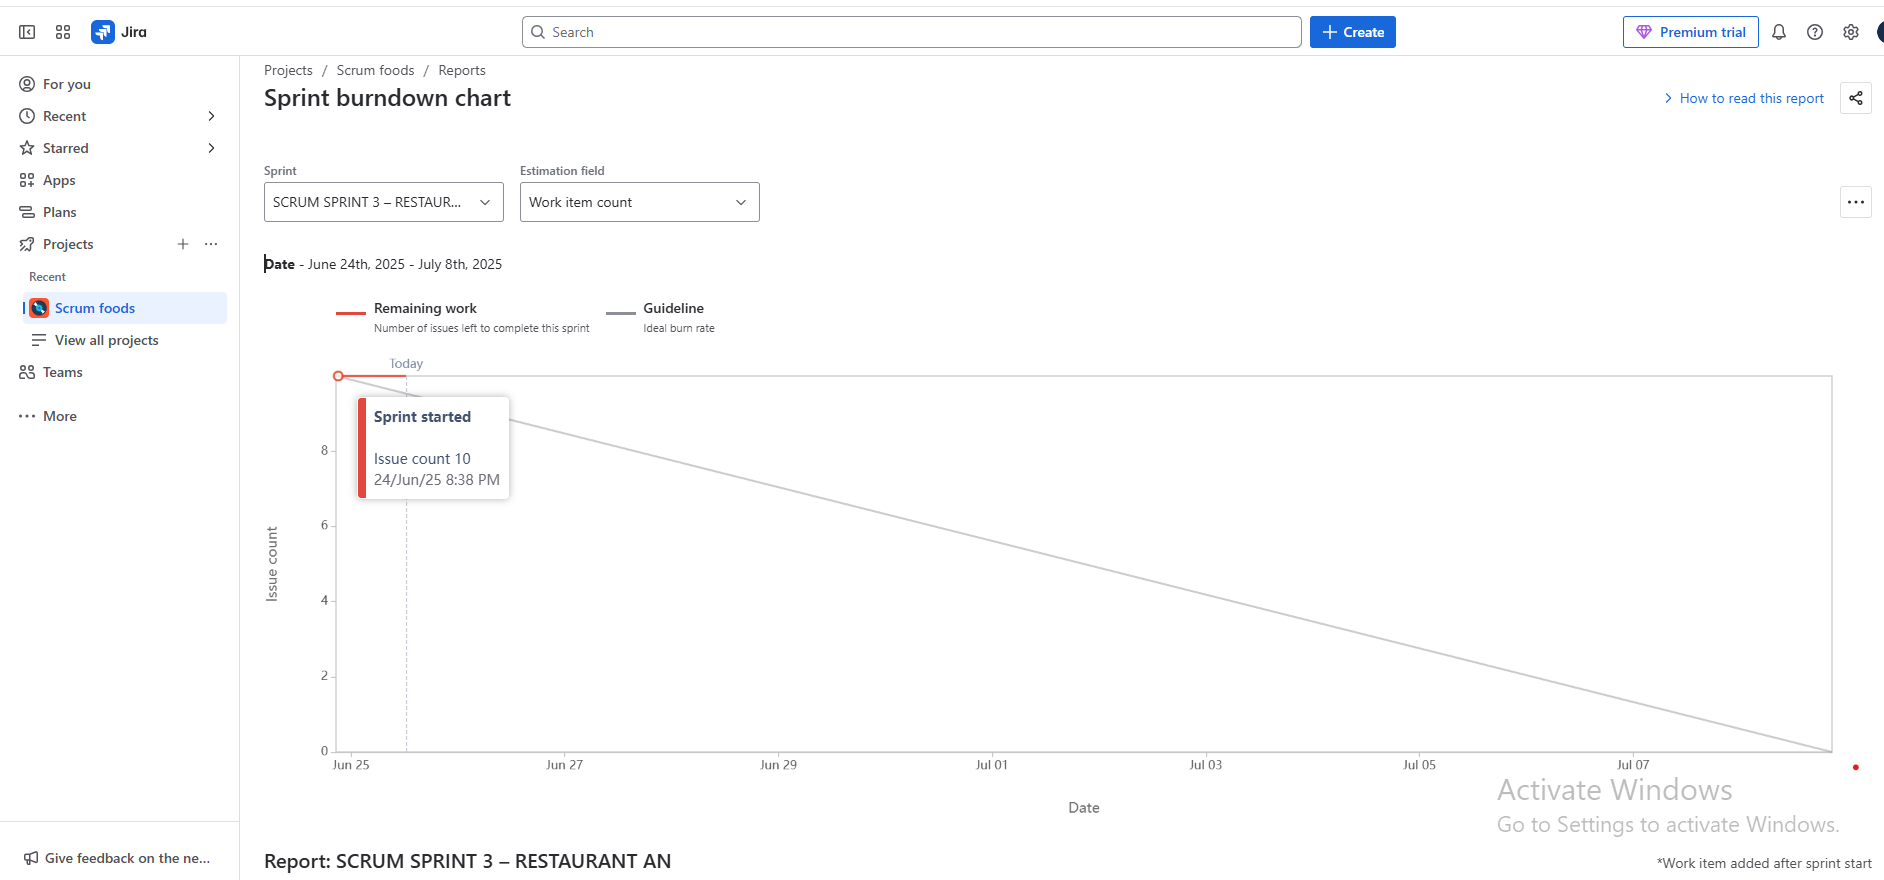 Jira
Search
Create
Premium trial
For you
Recent
Starred
Apps
Plans
Projects
Recent
Scrum foods
View all projects
Teams
More
Give feedback on the ne...
Projects / Scrum foods / Reports
Sprint burndown chart
How to read this report
Sprint
SCRUM SPRINT 3 – RESTAUR...
Estimation field
Work item count
Date - June 24th, 2025 - July 8th, 2025
Remaining work
Number of issues left to complete this sprint
Guideline
Ideal burn rate
Today
Sprint started
Issue count 10
24/Jun/25 8:38 PM
8
6
4
2
0
Issue count
Jun 25
Jun 27
Jun 29
Jul 01
Jul 03
Jul 05
Jul 07
Date
Activate Windows
Go to Settings to activate Windows.
Report: SCRUM SPRINT 3 – RESTAURANT AN
*Work item added after sprint start